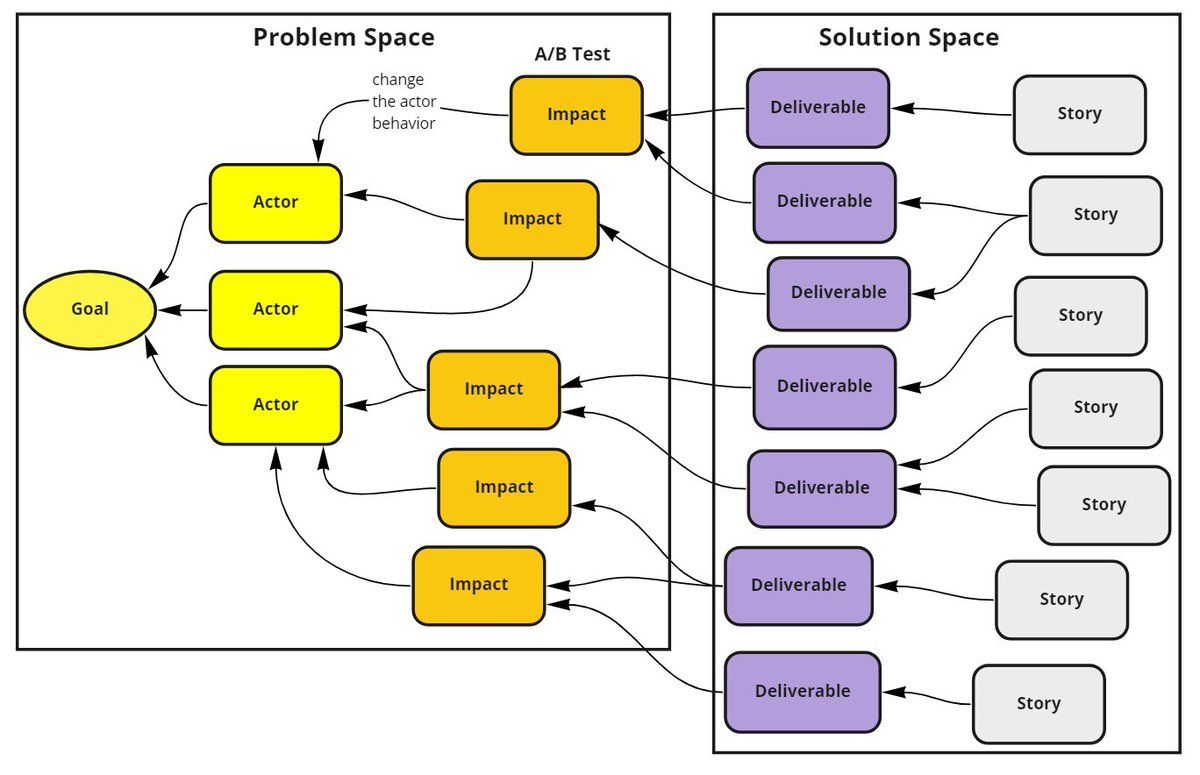 Problem Space
Solution Space
A/B Test
change
the actor
behavior
Impact
Deliverable
Story
Actor
Impact
Deliverable
Story
Goal
Actor
Deliverable
Story
Actor
Impact
Deliverable
Story
Impact
Deliverable
Story
Impact
Deliverable
Story
Deliverable
Story